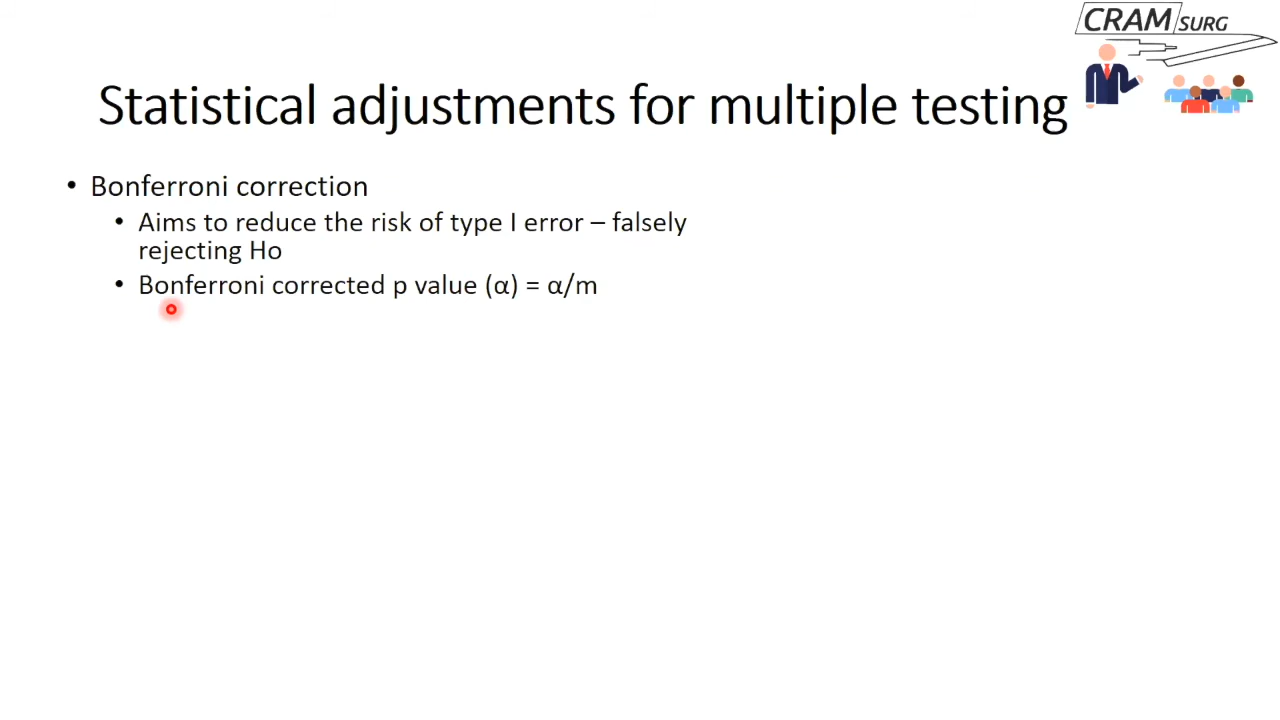 CRAM SURG
Statistical adjustments for multiple testing
• Bonferroni correction
• Aims to reduce the risk of type I error – falsely
rejecting Ho
• Bonferroni corrected p value (α) = α/m